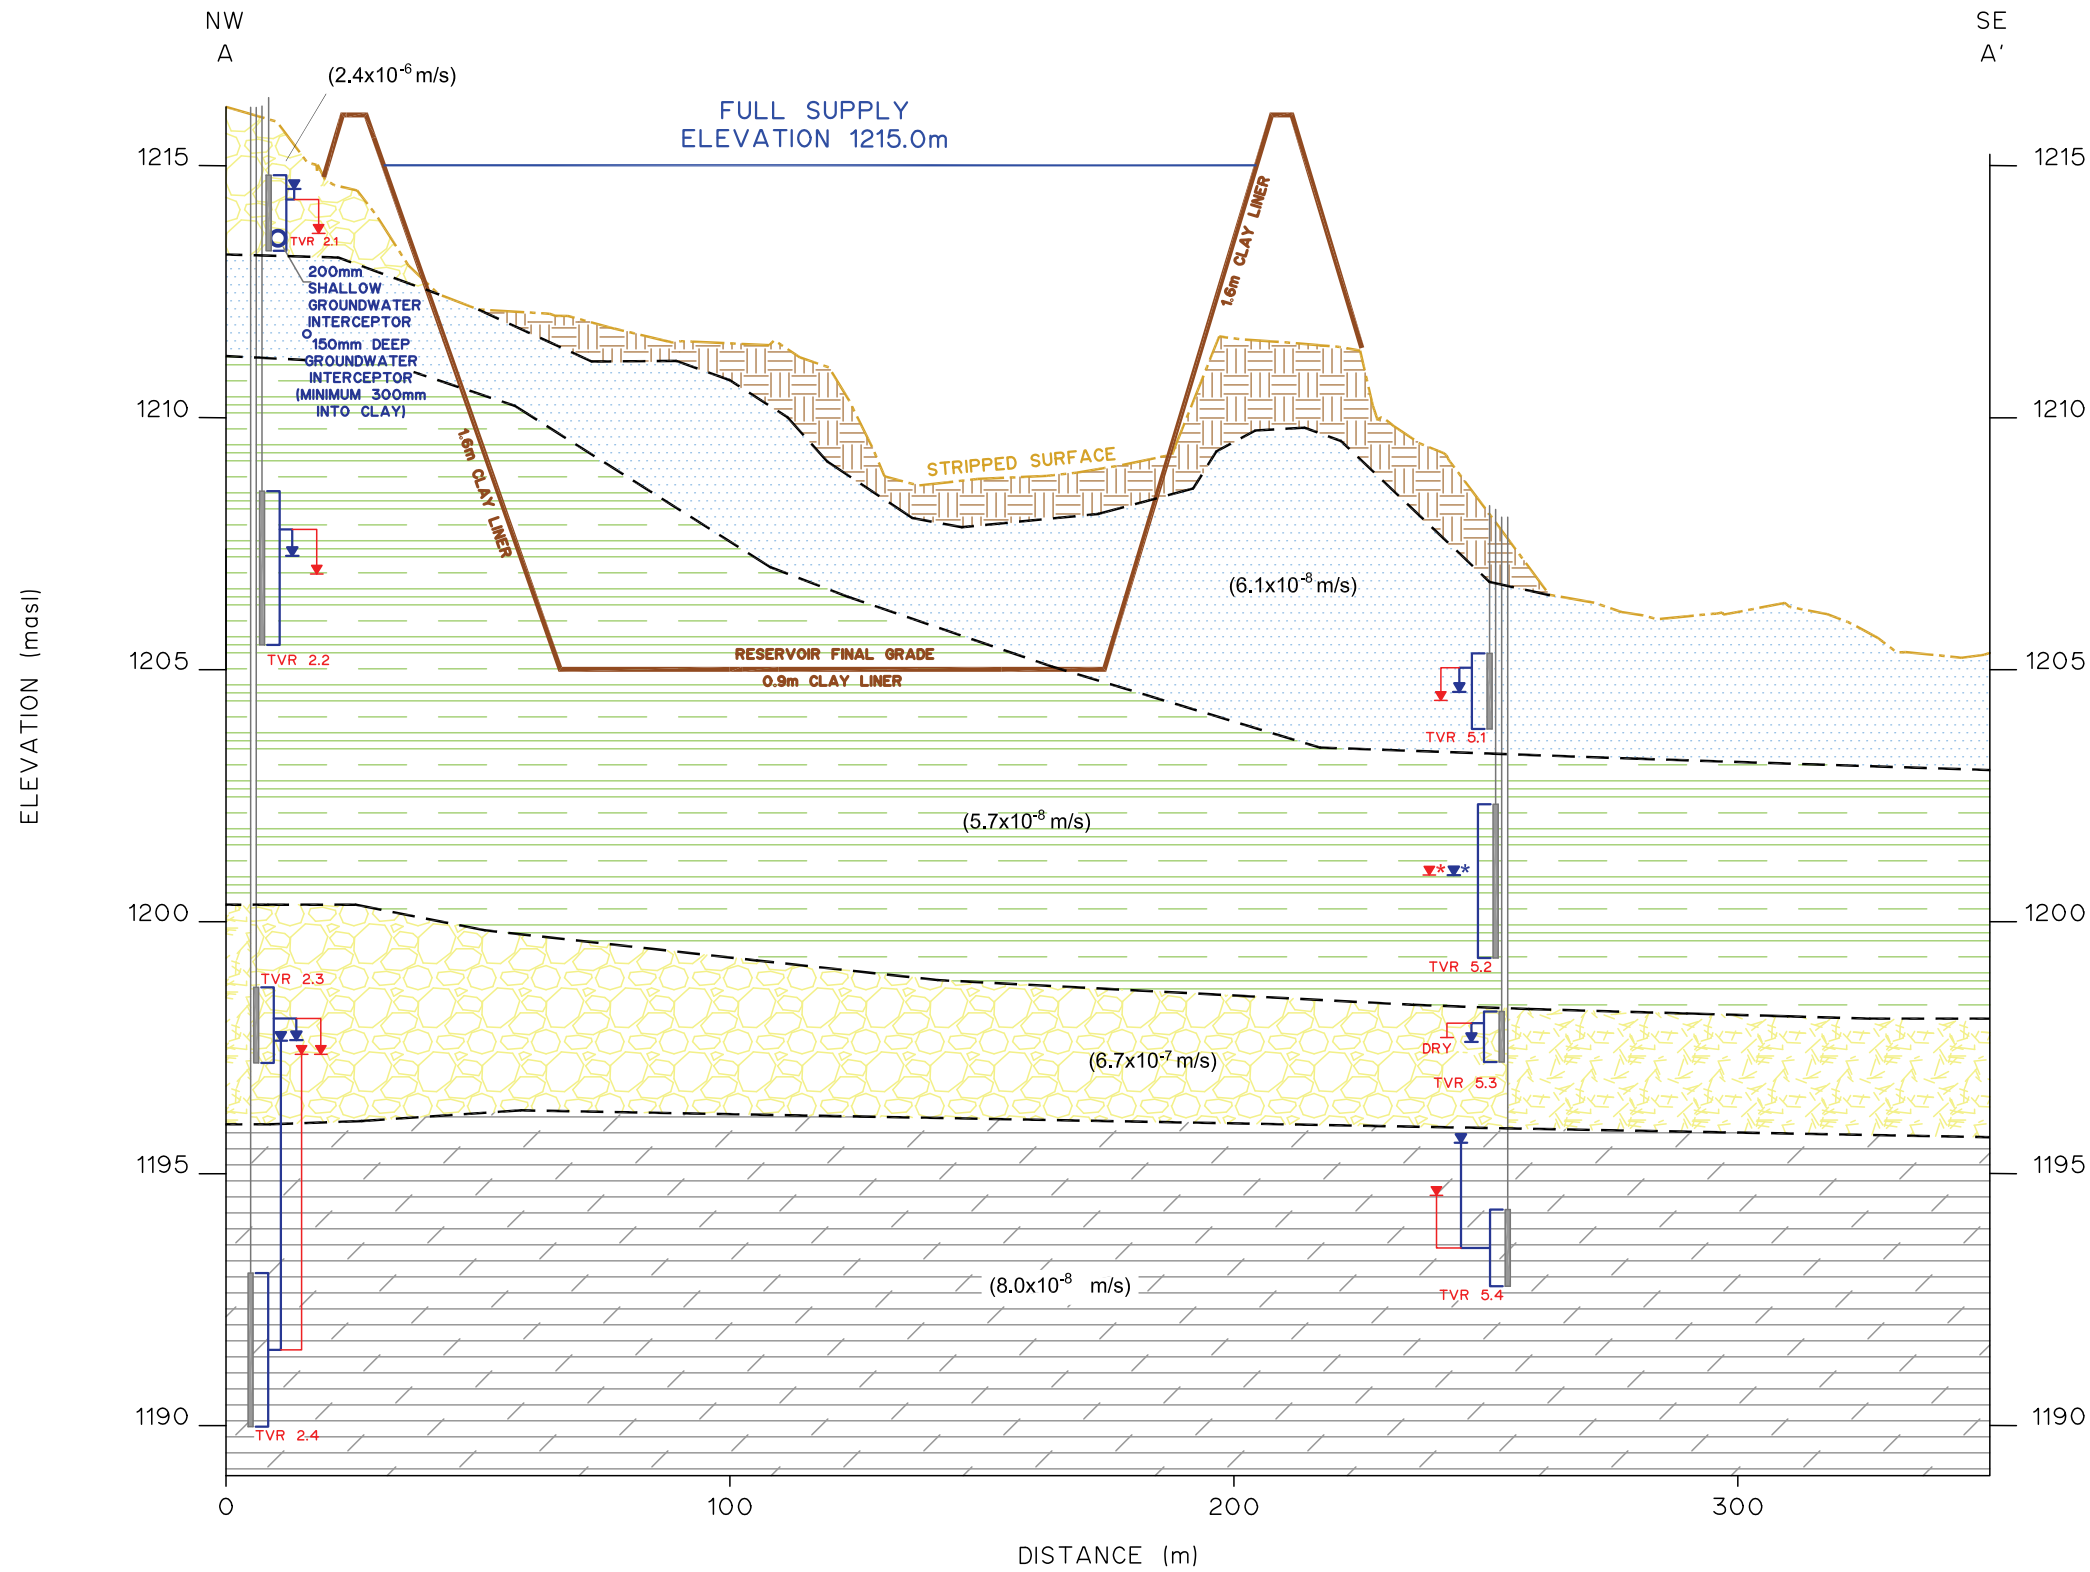 NW
A
SE
A'
(2.4x10⁻⁶ m/s)
FULL SUPPLY
ELEVATION 1215.0m
1215
1215
1.6m CLAY LINER
TVR 2.1
200mm
SHALLOW
GROUNDWATER
INTERCEPTOR
150mm DEEP
GROUNDWATER
INTERCEPTOR
(MINIMUM 300mm
INTO CLAY)
1210
1210
1.6m CLAY LINER
STRIPPED SURFACE
(6.1x10⁻⁸ m/s)
TVR 2.2
1205
1205
RESERVOIR FINAL GRADE
0.9m CLAY LINER
TVR 5.1
ELEVATION (masl)
(5.7x10⁻⁸ m/s)
* *
1200
1200
TVR 5.2
TVR 2.3
DRY
(6.7x10⁻⁷ m/s)
TVR 5.3
1195
1195
(8.0x10⁻⁸ m/s)
TVR 5.4
1190
1190
TVR 2.4
0
100
200
300
DISTANCE (m)